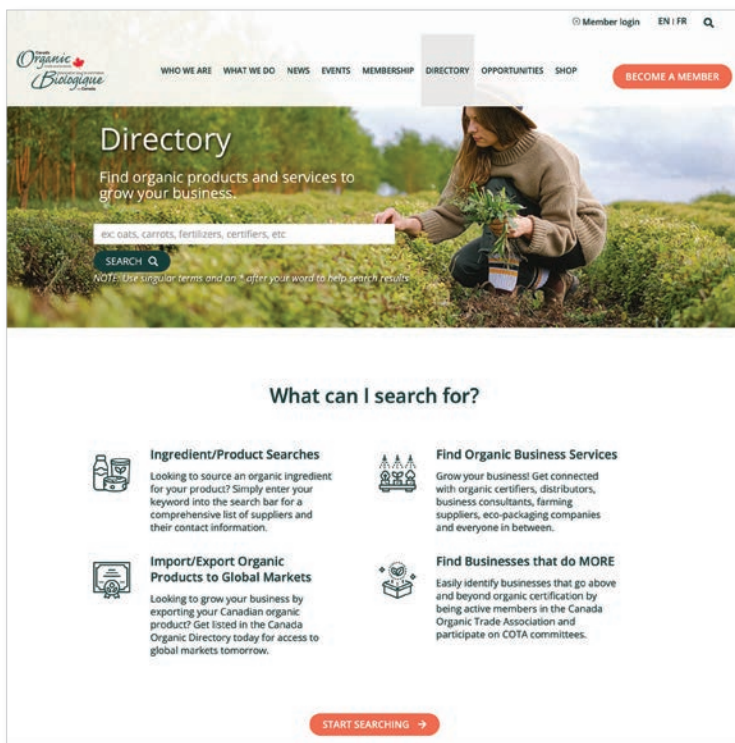 Member login EN | FR
Canada
Organic
Biologique
Canada
WHO WE ARE WHAT WE DO NEWS EVENTS MEMBERSHIP DIRECTORY OPPORTUNITIES SHOP
BECOME A MEMBER
Directory
Find organic products and services to
grow your business.
ex: oats, carrots, fertilizers, certifiers, etc
SEARCH
NOTE: Use singular terms and an * after your word to help search results
What can I search for?
Ingredient/Product Searches
Looking to source an organic ingredient
for your product? Simply enter your
keyword into the search bar for a
comprehensive list of suppliers and
their contact information.
Find Organic Business Services
Grow your business! Get connected
with organic certifiers, distributors,
business consultants, farming
suppliers, eco-packaging companies
and everyone in between.
Import/Export Organic
Products to Global Markets
Looking to grow your business by
exporting your Canadian organic
product? Get listed in the Canada
Organic Directory today for access to
global markets tomorrow.
Find Businesses that do MORE
Easily identify businesses that go above
and beyond organic certification by
being active members in the Canada
Organic Trade Association and
participate on COTA committees.
START SEARCHING →